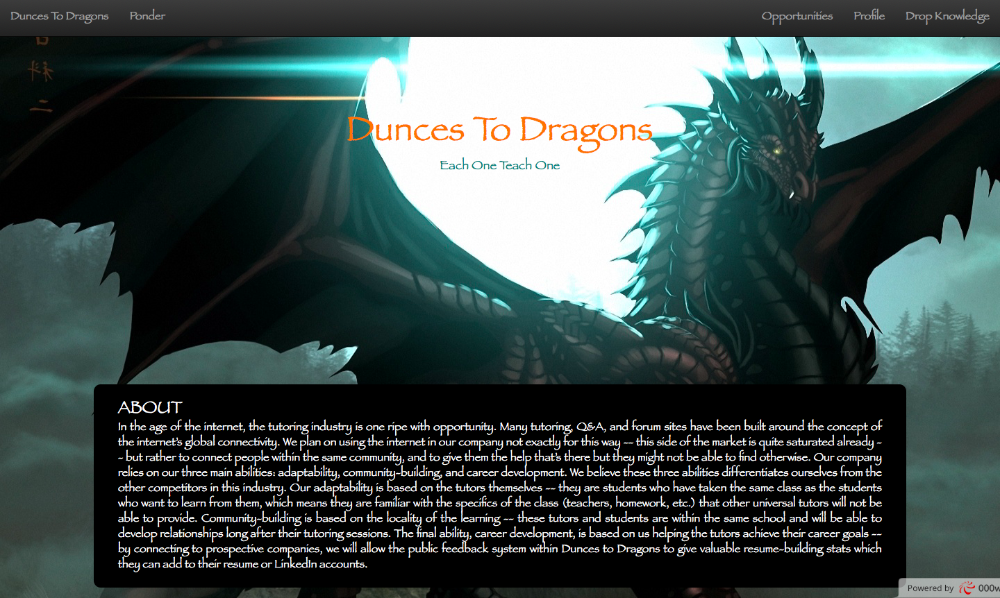 Dunces To Dragons Ponder Opportunities Profile Drop Knowledge
Dunces To Dragons
Each One Teach One
ABOUT
In the age of the internet, the tutoring industry is one ripe with opportunity. Many tutoring, Q&A, and forum sites have been built around the concept of
the internet's global connectivity. We plan on using the internet in our company not exactly for this way -- this side of the market is quite saturated already -
- but rather to connect people within the same community, and to give them the help that's there but they might not be able to find otherwise. Our company
relies on our three main abilities: adaptability, community-building, and career development. We believe these three abilities differentiates ourselves from the
other competitors in this industry. Our adaptability is based on the tutors themselves -- they are students who have taken the same class as the students
who want to learn from them, which means they are familiar with the specifics of the class (teachers, homework, etc.) that other universal tutors will not be
able to provide. Community-building is based on the locality of the learning -- these tutors and students are within the same school and will be able to
develop relationships long after their tutoring sessions. The final ability, career development, is based on us helping the tutors achieve their career goals --
by connecting to prospective companies, we will allow the public feedback system within Dunces to Dragons to give valuable resume-building stats which
they can add to their resume or LinkedIn accounts.
Powered by 000w